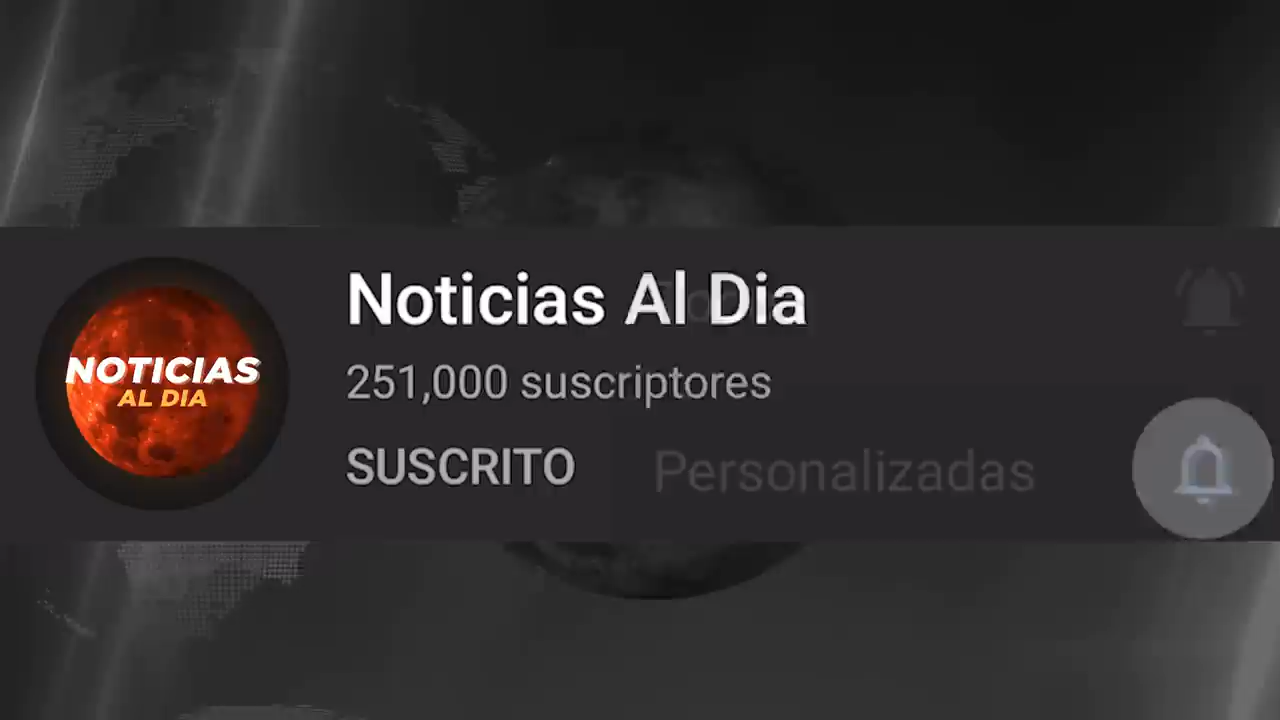 NOTICIAS
AL DIA
Noticias Al Dia
251,000 suscriptores
SUSCRITO
Personalizadas